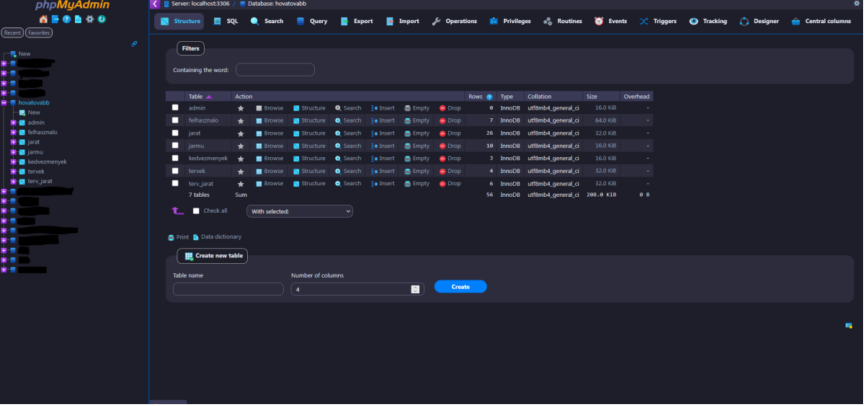 phpMyAdmin
Server: localhost:3306 / Database: hovatovabb
Recent Favorites
Structure SQL Search Query Export Import Operations Privileges Routines Events Triggers Tracking Designer Central columns
New
hovatovabb
New
admin
felhasznalo
jarat
jarmu
kedvezmenyek
tervek
terv_jarat
Filters
Containing the word:
Table Action Rows Type Collation Size Overhead
admin Browse Structure Search Insert Empty Drop 0 InnoDB utf8mb4_general_ci 16.0 KiB -
felhasznalo Browse Structure Search Insert Empty Drop 7 InnoDB utf8mb4_general_ci 64.0 KiB -
jarat Browse Structure Search Insert Empty Drop 26 InnoDB utf8mb4_general_ci 32.0 KiB -
jarmu Browse Structure Search Insert Empty Drop 10 InnoDB utf8mb4_general_ci 16.0 KiB -
kedvezmenyek Browse Structure Search Insert Empty Drop 3 InnoDB utf8mb4_general_ci 16.0 KiB -
tervek Browse Structure Search Insert Empty Drop 4 InnoDB utf8mb4_general_ci 32.0 KiB -
terv_jarat Browse Structure Search Insert Empty Drop 6 InnoDB utf8mb4_general_ci 32.0 KiB -
7 tables Sum 56 InnoDB utf8mb4_general_ci 208.0 KiB 0 B
Check all With selected:
Print Data dictionary
Create new table
Table name Number of columns
4 Create